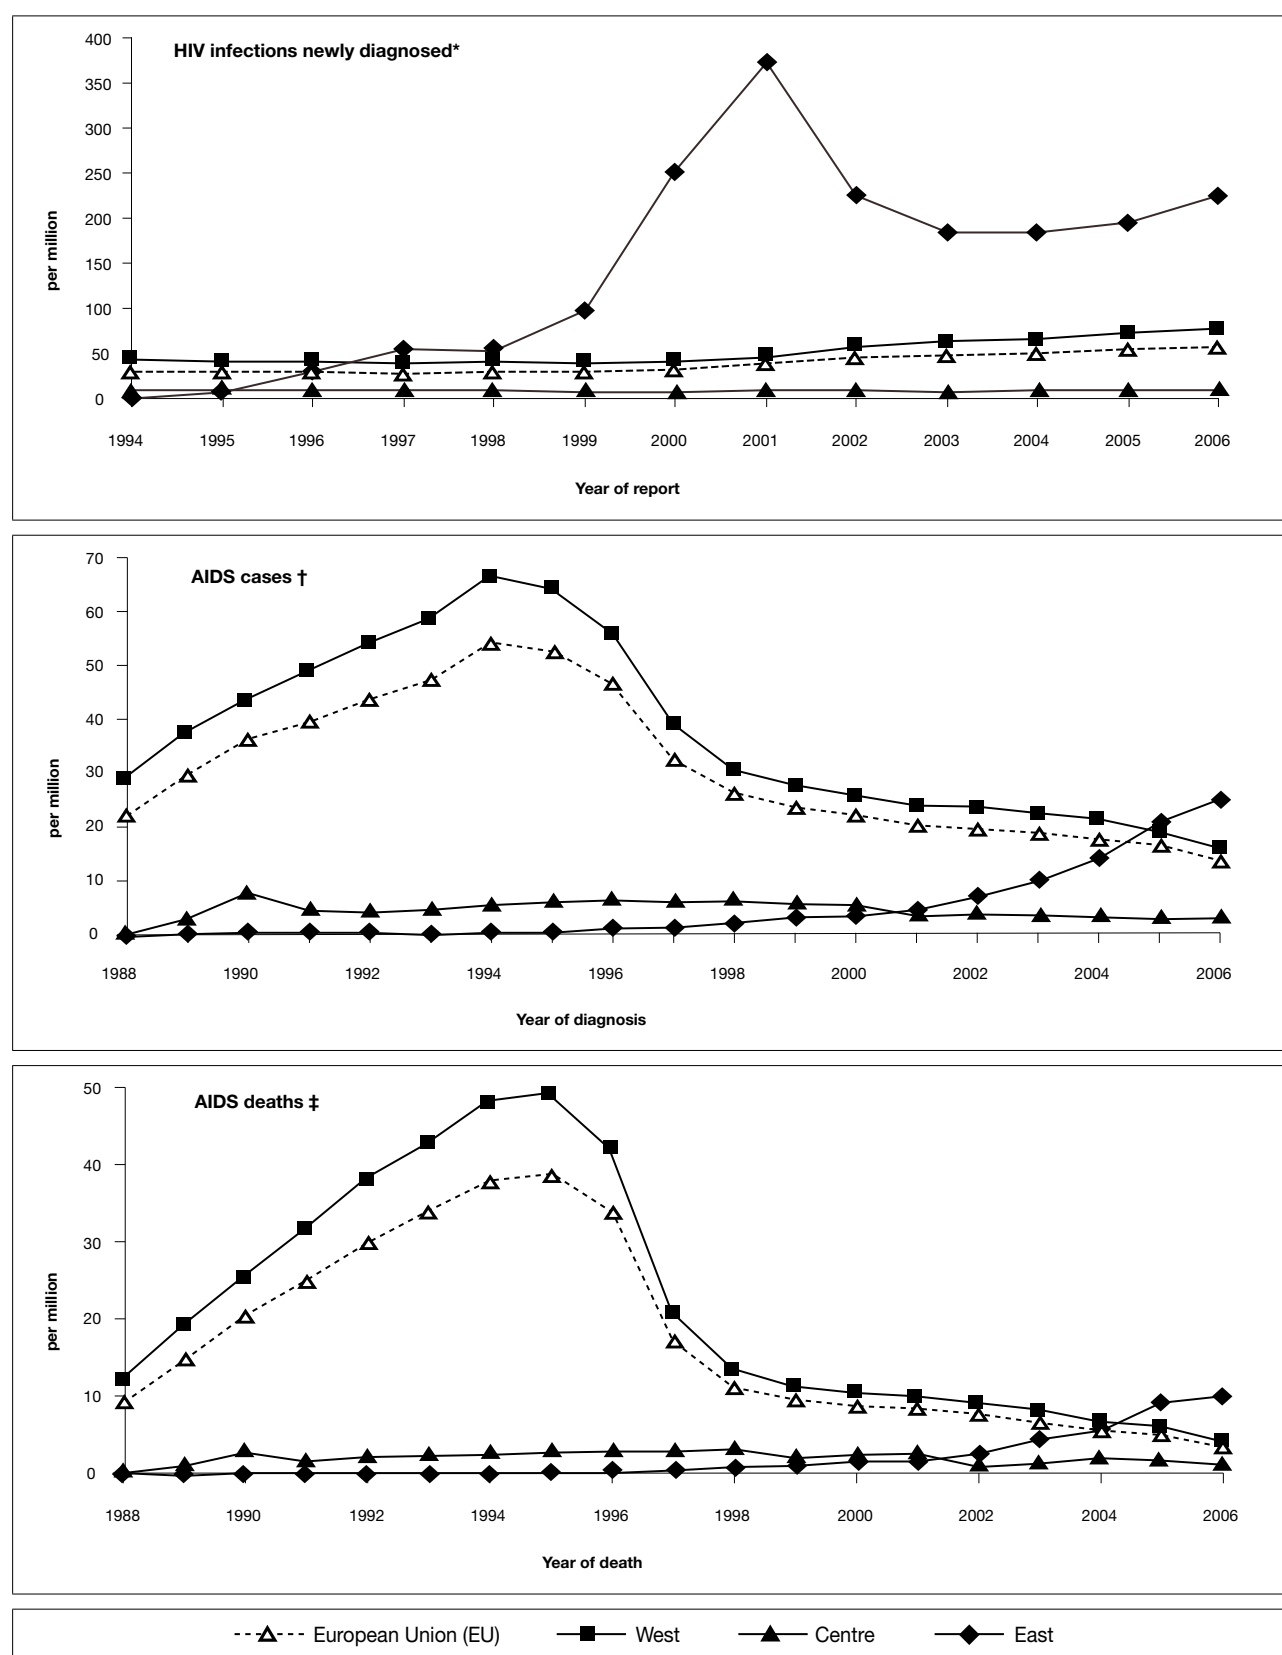 HIV infections newly diagnosed*
400
350
300
250
200
150
100
50
0
per million
1994 1995 1996 1997 1998 1999 2000 2001 2002 2003 2004 2005 2006
Year of report
AIDS cases †
70
60
50
40
30
20
10
0
per million
1988 1990 1992 1994 1996 1998 2000 2002 2004 2006
Year of diagnosis
AIDS deaths ‡
50
40
30
20
10
0
per million
1988 1990 1992 1994 1996 1998 2000 2002 2004 2006
Year of death
European Union (EU) West Centre East